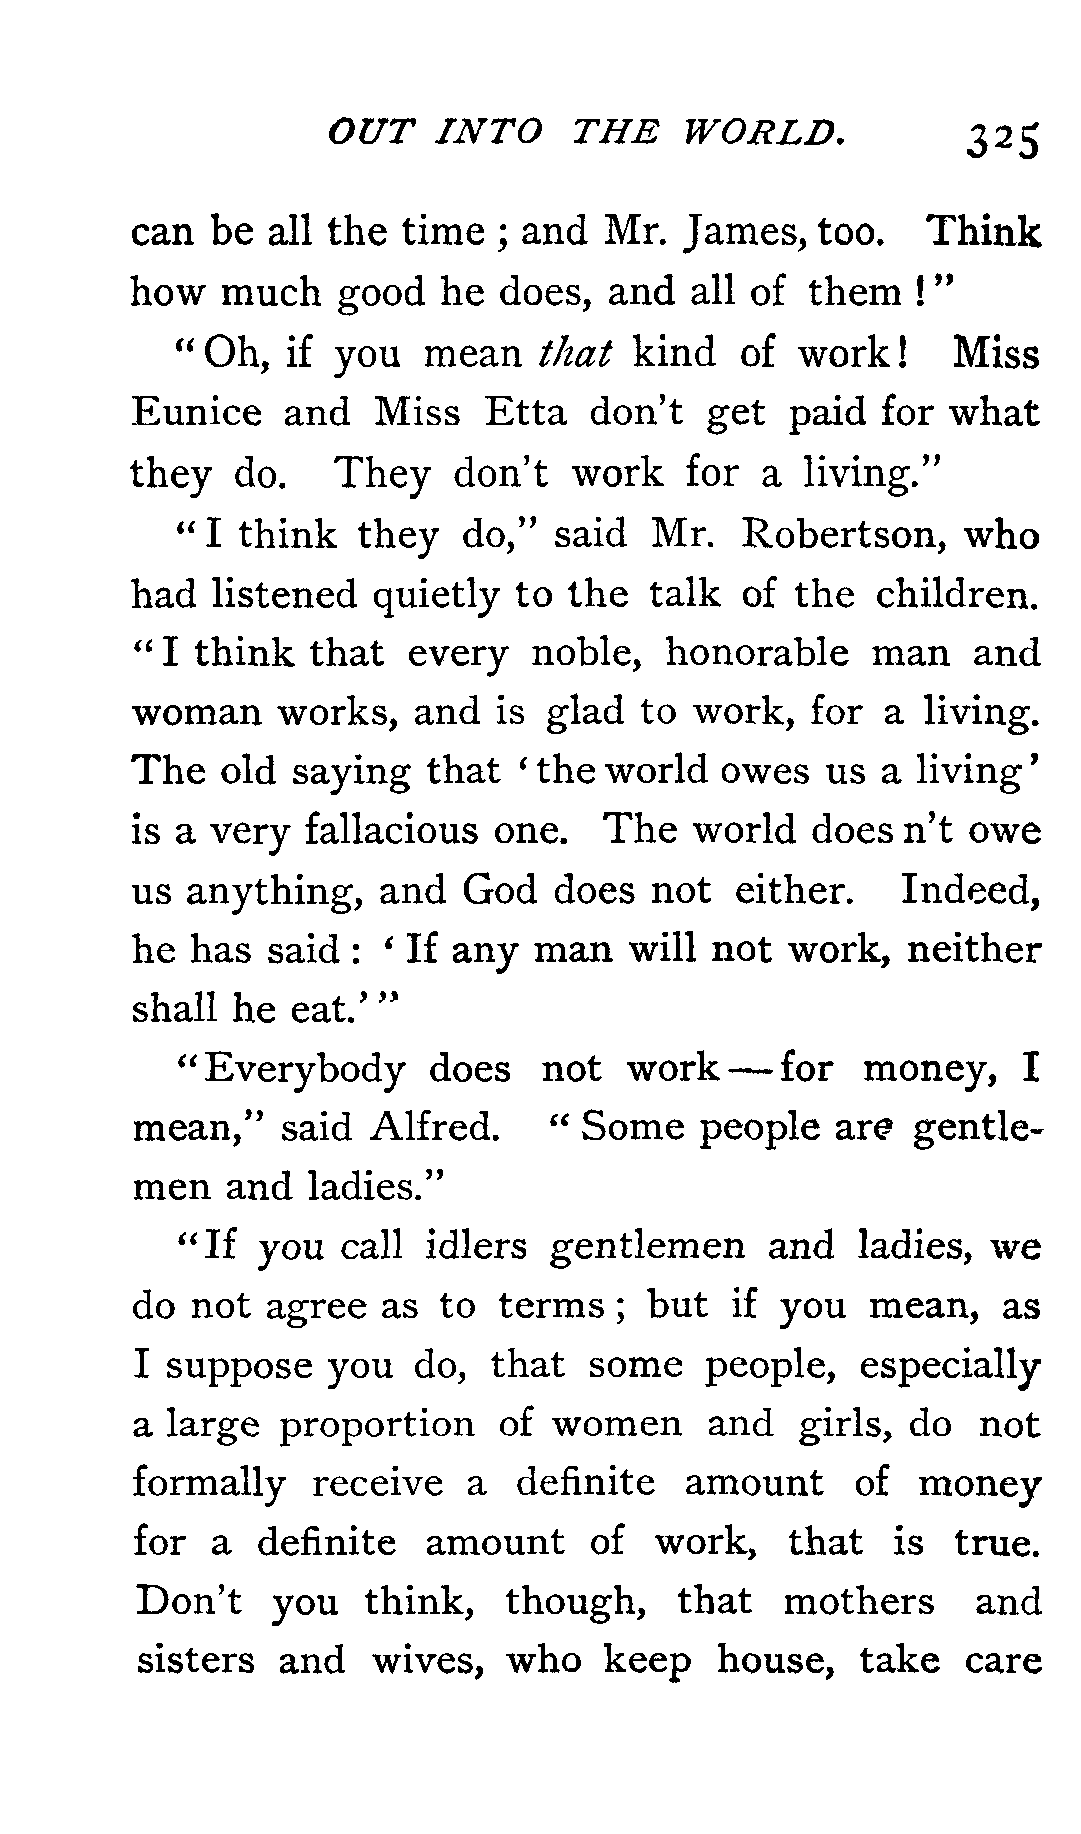 OUT INTO THE WORLD. 325
can be all the time ; and Mr. James, too. Think
how much good he does, and all of them ! "
" Oh, if you mean that kind of work! Miss
Eunice and Miss Etta don't get paid for what
they do. They don't work for a living."
" I think they do," said Mr. Robertson, who
had listened quietly to the talk of the children.
" I think that every noble, honorable man and
woman works, and is glad to work, for a living.
The old saying that ' the world owes us a living '
is a very fallacious one. The world does n't owe
us anything, and God does not either. Indeed,
he has said : ' If any man will not work, neither
shall he eat.' "
" Everybody does not work — for money, I
mean," said Alfred. " Some people are gentle-
men and ladies."
" If you call idlers gentlemen and ladies, we
do not agree as to terms ; but if you mean, as
I suppose you do, that some people, especially
a large proportion of women and girls, do not
formally receive a definite amount of money
for a definite amount of work, that is true.
Don't you think, though, that mothers and
sisters and wives, who keep house, take care